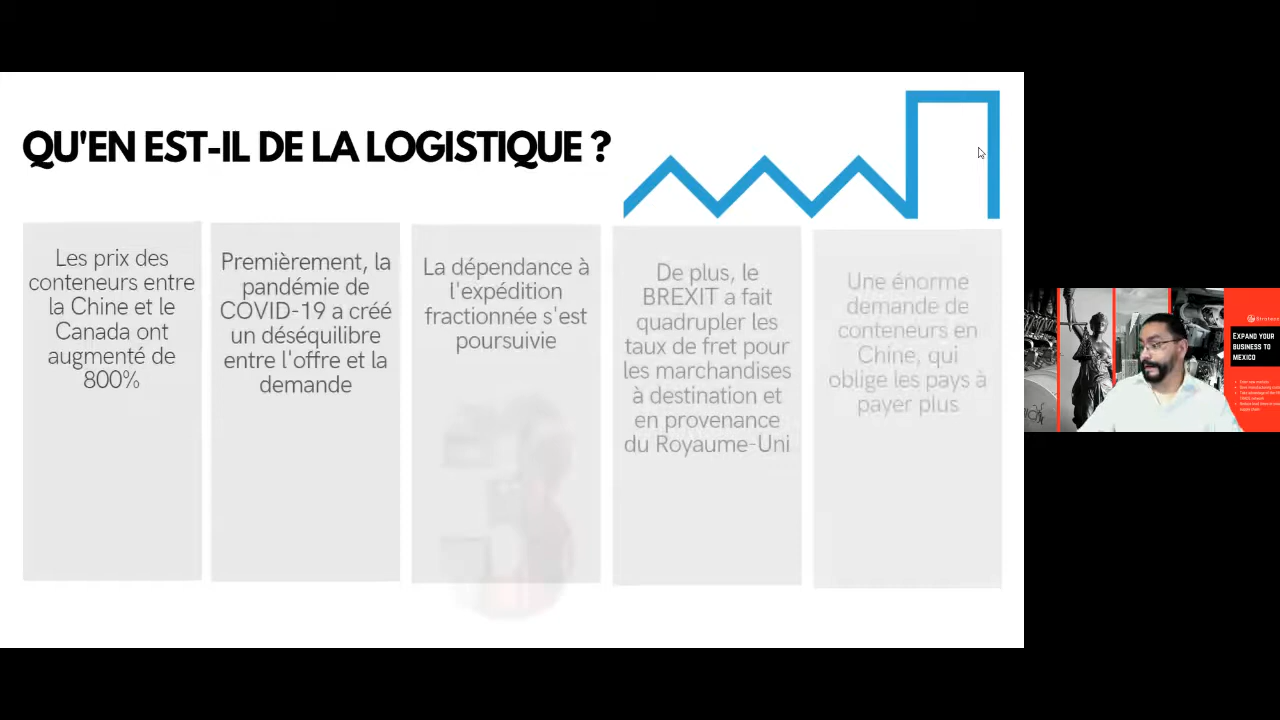 QU'EN EST-IL DE LA LOGISTIQUE ?
Les prix des
conteneurs entre
la Chine et le
Canada ont
augmenté de
800%
Premièrement, la
pandémie de
COVID-19 a créé
un déséquilibre
entre l'offre et la
demande
La dépendance à
l'expédition
fractionnée s'est
poursuivie
De plus, le
BREXIT a fait
quadrupler les
taux de fret pour
les marchandises
à destination et
en provenance
du Royaume-Uni
Une énorme
demande de
conteneurs en
Chine, qui
oblige les pays à
payer plus
EXPAND YOUR
BUSINESS TO
MEXICO